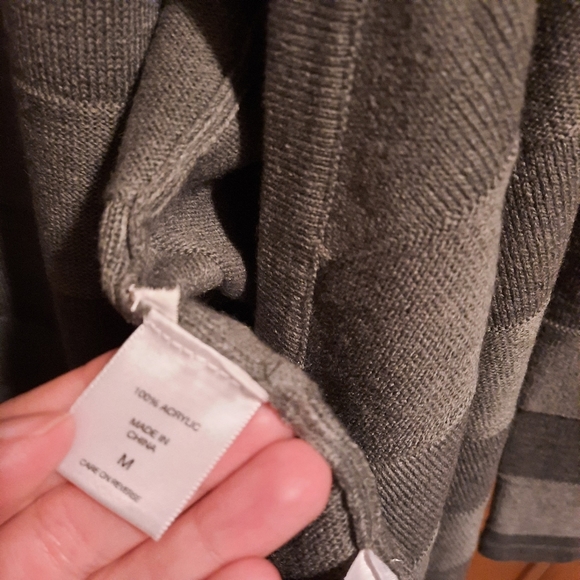 100% ACRYLIC
MADE IN
CHINA
M
CARE ON REVERSE